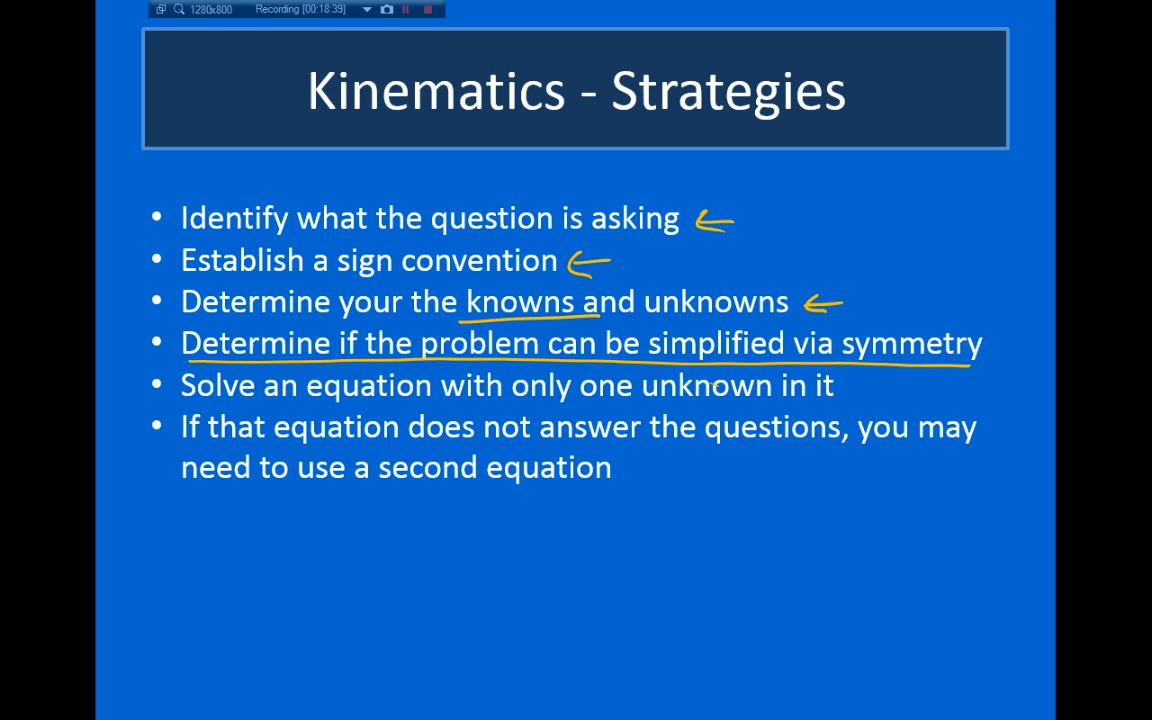 1280x800 Recording [00:18:39]
Kinematics - Strategies
• Identify what the question is asking
• Establish a sign convention
• Determine your the knowns and unknowns
• Determine if the problem can be simplified via symmetry
• Solve an equation with only one unknown in it
• If that equation does not answer the questions, you may
need to use a second equation